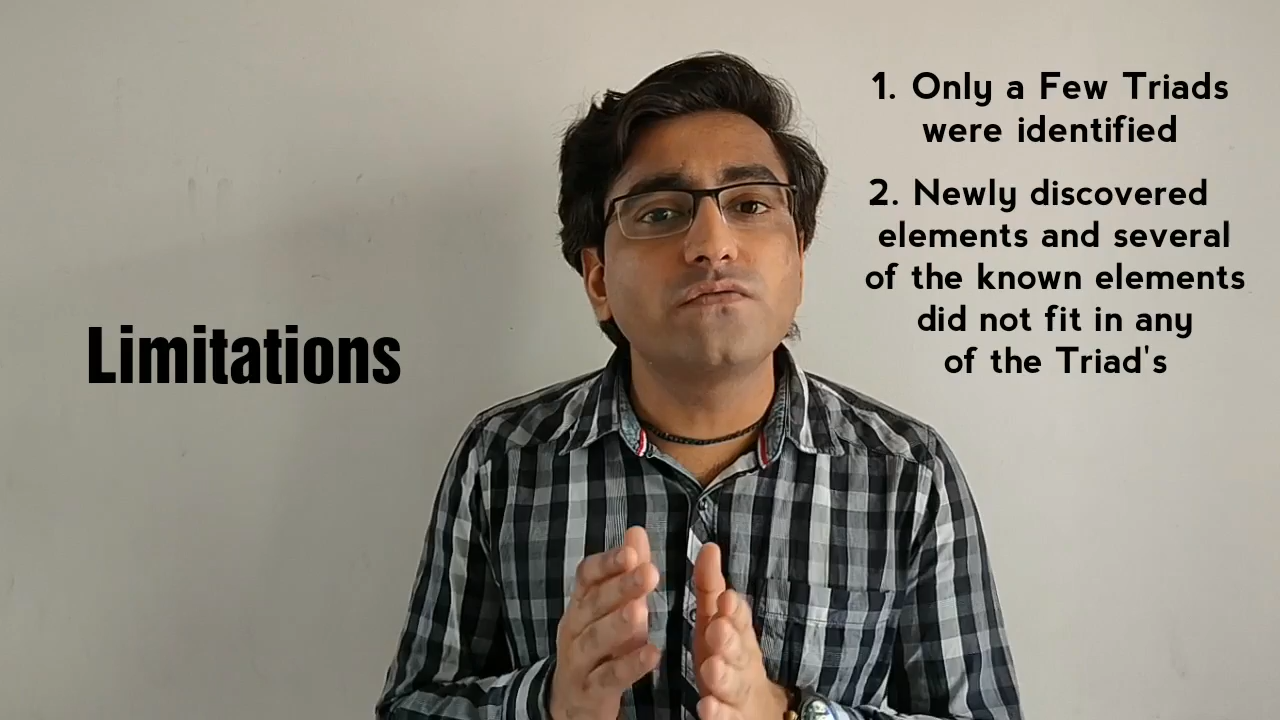 Limitations
1. Only a Few Triads
were identified
2. Newly discovered
elements and several
of the known elements
did not fit in any
of the Triad's